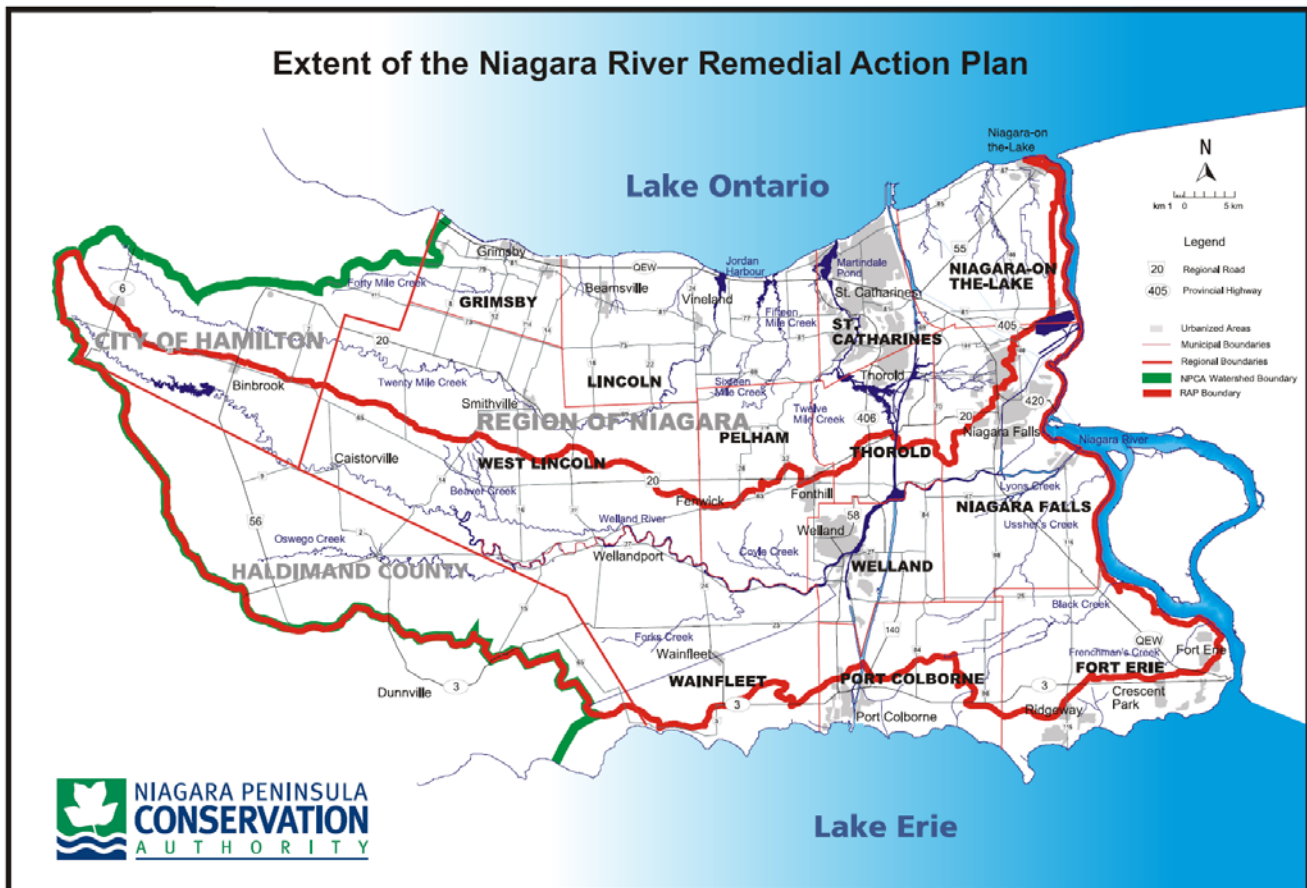 Extent of the Niagara River Remedial Action Plan
Niagara-on
the-Lake
N
km 1 0 5 km
Legend
20 Regional Road
405 Provincial Highway
Urbanized Areas
Municipal Boundaries
Regional Boundaries
NPCA Watershed Boundary
RAP Boundary
Lake Ontario
87
55
NIAGARA-ON
THE-LAKE
Grimsby
QEW
Jordan
Harbour
Martindale
Pond
6
Forty Mile Creek
GRIMSBY
Beamsville
Vineland
St. Catharines
Fifteen
Mile Creek
ST.
CATHARINES
405
CITY OF HAMILTON
20
Binbrook
Twenty Mile Creek
LINCOLN
Sixteen
Mile Creek
Thorold
Smithville
REGION OF NIAGARA
Twelve
Mile Creek
406
20
420
PELHAM
Niagara Falls
Niagara River
Caistorville
WEST LINCOLN
THOROLD
Beaver Creek
20
Fenwick
Fonthill
Lyons Creek
NIAGARA FALLS
56
Welland River
Welland
58
Ussher's Creek
Oswego Creek
Wellandport
Coyle Creek
HALDIMAND COUNTY
WELLAND
Black Creek
Forks Creek
140
QEW
Wainfleet
Frenchman's Creek
Fort Erie
WAINFLEET
PORT COLBORNE
FORT ERIE
Dunnville
3
3
3
Crescent
Park
Port Colborne
Ridgeway
Lake Erie
NIAGARA PENINSULA
CONSERVATION
AUTHORITY